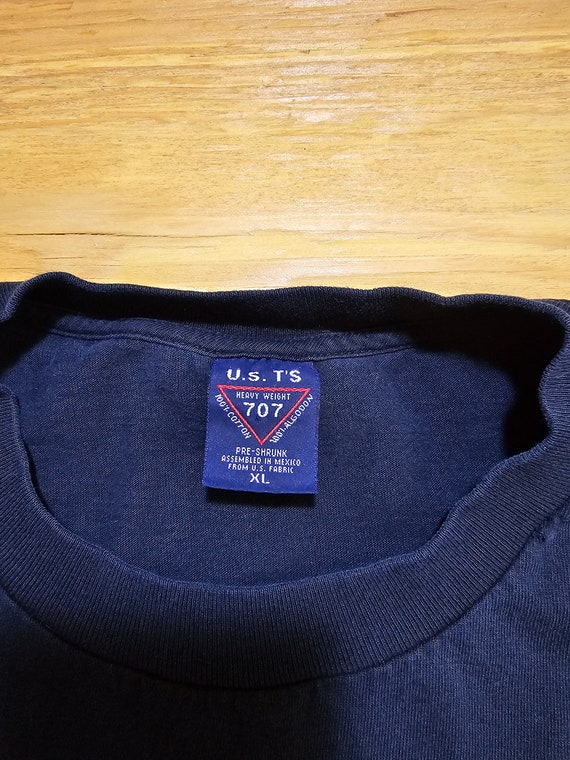 U.S. T'S
HEAVY WEIGHT
707
100% COTTON
100% ALGODON
PRE-SHRUNK
ASSEMBLED IN MEXICO
FROM U.S. FABRIC
XL